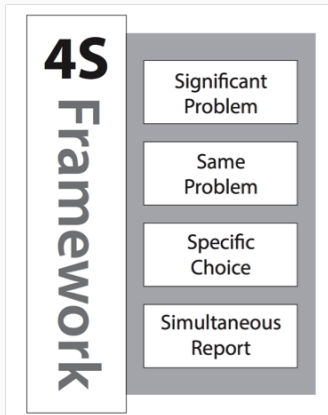 4S
Framework
Significant
Problem
Same
Problem
Specific
Choice
Simultaneous
Report